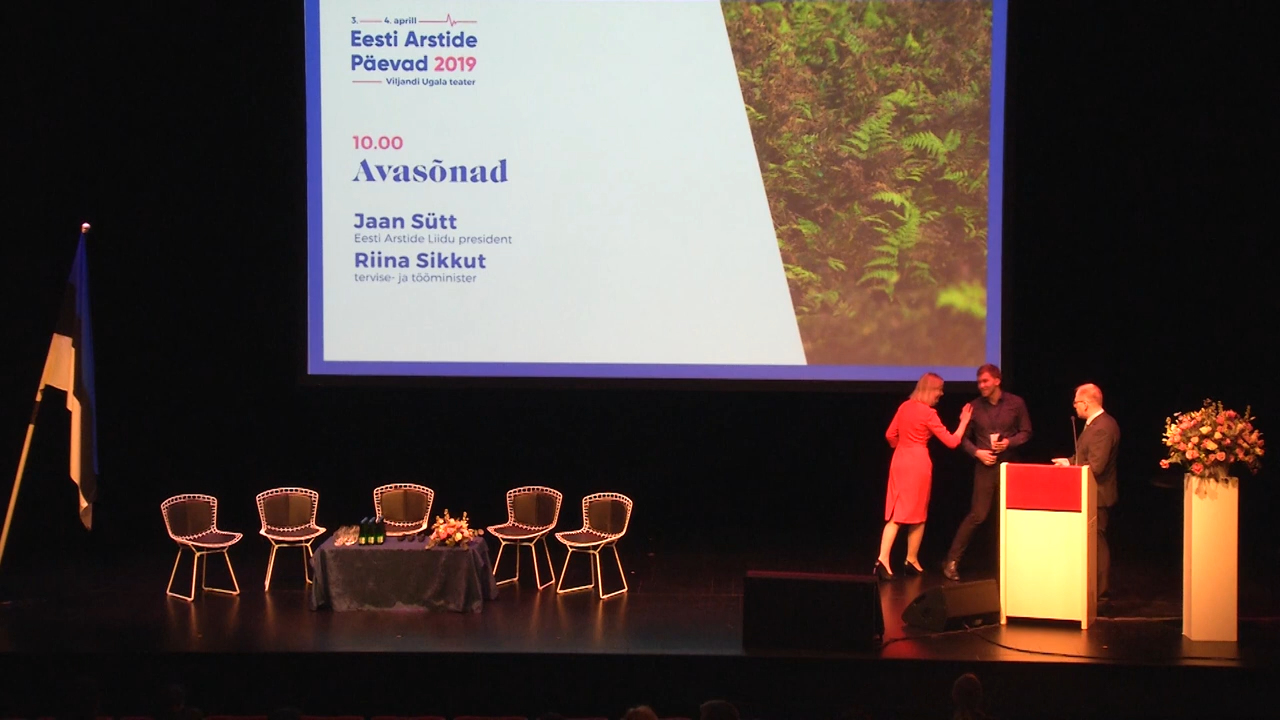 3. 4. aprill
Eesti Arstide
Päevad 2019
Viljandi Ugala teater
10.00
Avasõnad
Jaan Sütt
Eesti Arstide Liidu president
Riina Sikkut
tervise- ja tööminister